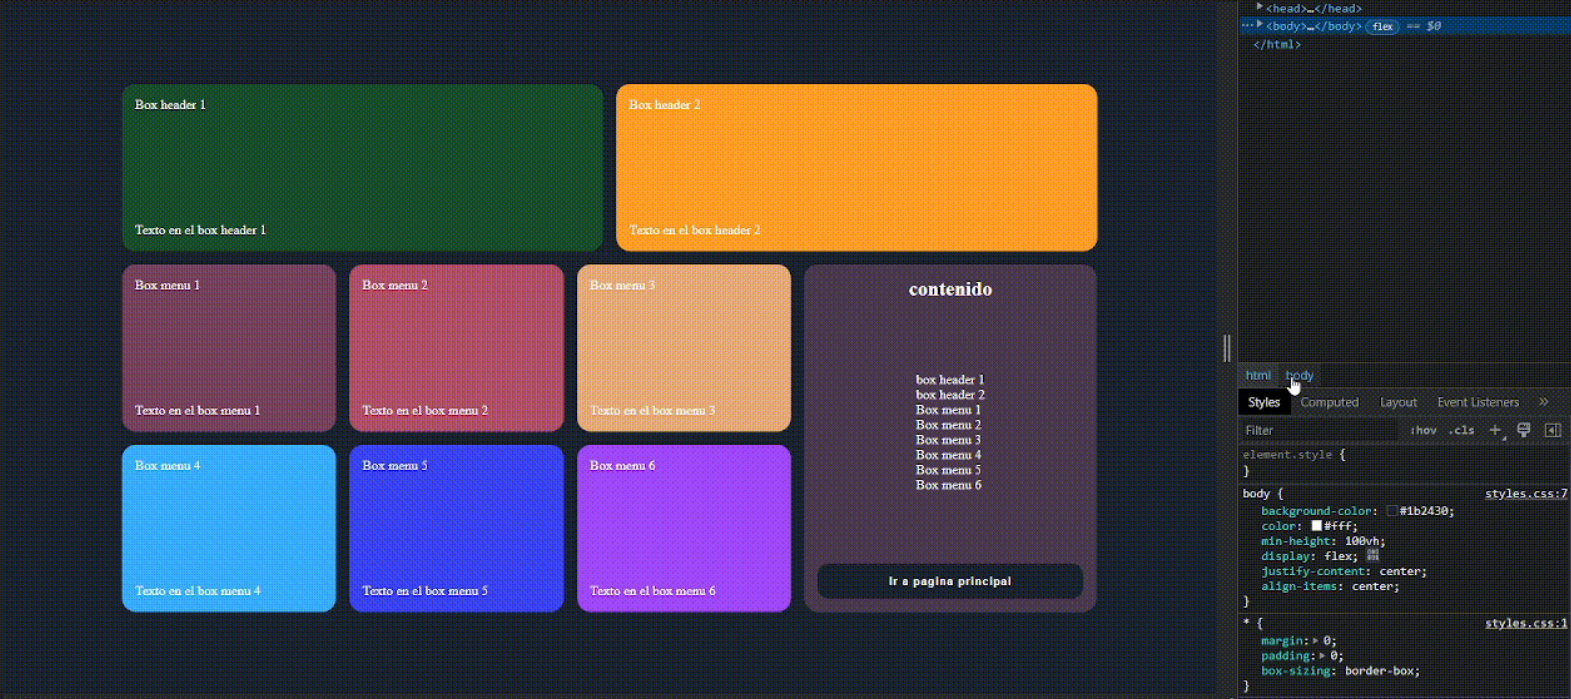 Box header 1
Texto en el box header 1
Box header 2
Texto en el box header 2
Box menu 1
Texto en el box menu 1
Box menu 2
Texto en el box menu 2
Box menu 3
Texto en el box menu 3
Box menu 4
Texto en el box menu 4
Box menu 5
Texto en el box menu 5
Box menu 6
Texto en el box menu 6
contenido
box header 1
box header 2
Box menu 1
Box menu 2
Box menu 3
Box menu 4
Box menu 5
Box menu 6
Ir a pagina principal
<head>…</head>
<body>…</body> flex == $0
</html>
html body
Styles Computed Layout Event Listeners »
Filter :hov .cls +
element.style {
}
body { styles.css:7
background-color: #1b2430;
color: #fff;
min-height: 100vh;
display: flex;
justify-content: center;
align-items: center;
}
* { styles.css:1
margin: 0;
padding: 0;
box-sizing: border-box;
}